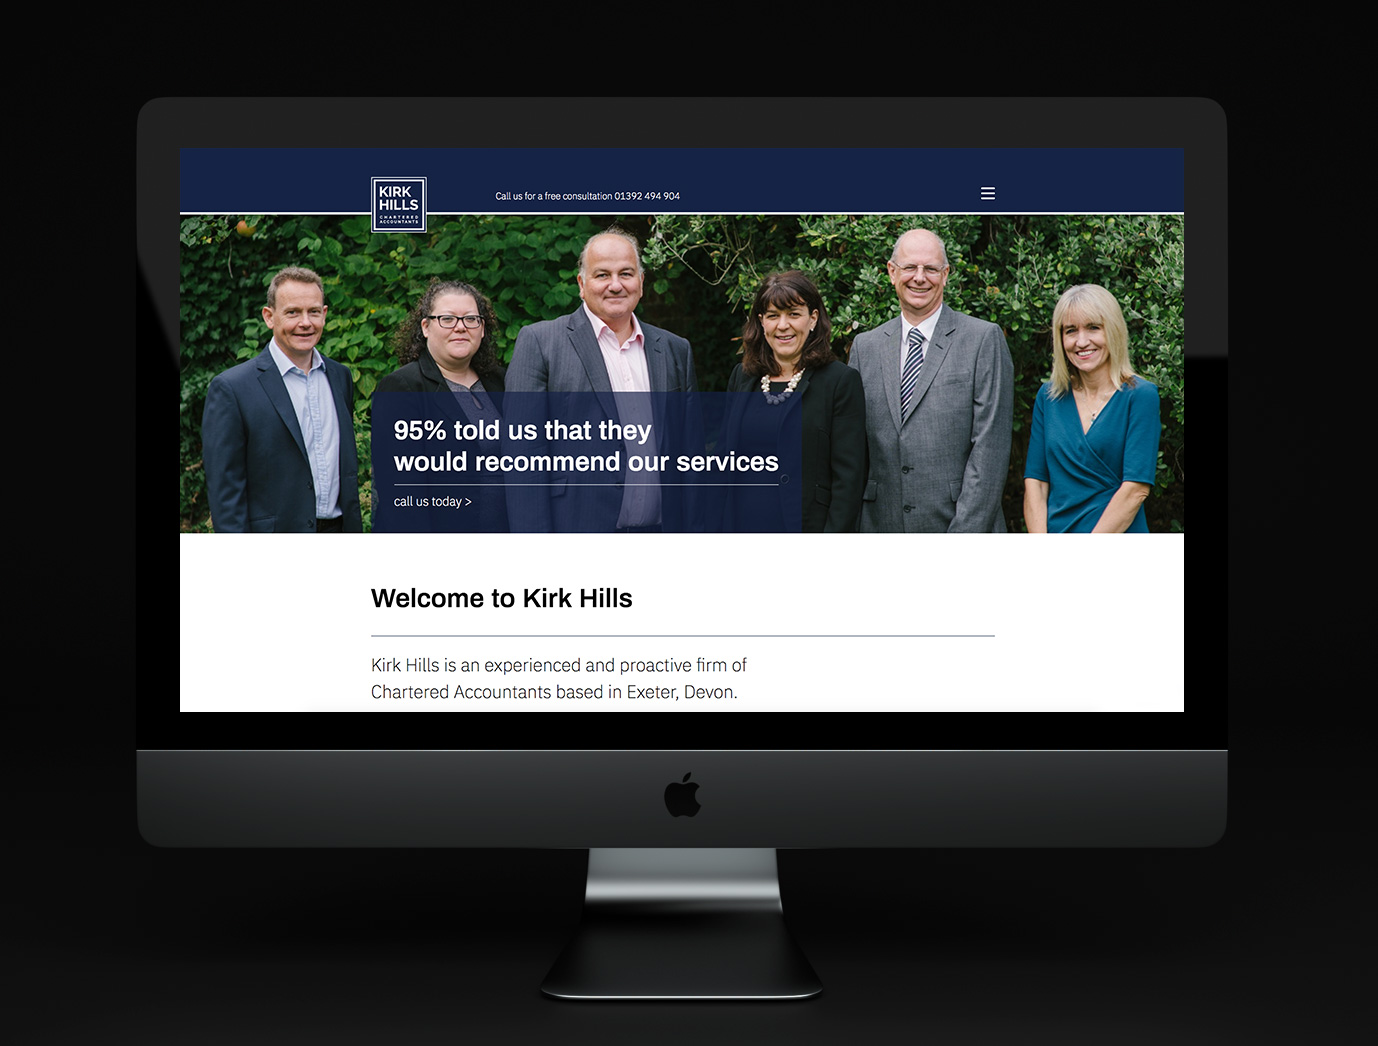 KIRK
HILLS
CHARTERED
ACCOUNTANTS
Call us for a free consultation 01392 494 904
95% told us that they
would recommend our services
call us today >
Welcome to Kirk Hills
Kirk Hills is an experienced and proactive firm of
Chartered Accountants based in Exeter, Devon.